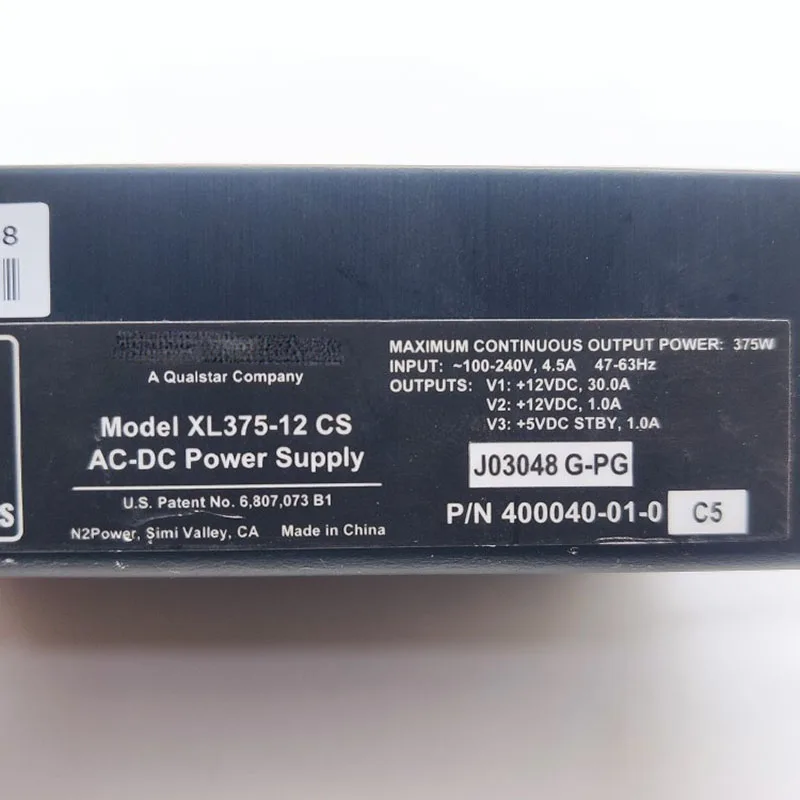 8
A Qualstar Company
Model XL375-12 CS
AC-DC Power Supply
U.S. Patent No. 6,807,073 B1
N2Power, Simi Valley, CA Made in China
S
MAXIMUM CONTINUOUS OUTPUT POWER: 375W
INPUT: ~100-240V, 4.5A 47-63Hz
OUTPUTS: V1: +12VDC, 30.0A
V2: +12VDC, 1.0A
V3: +5VDC STBY, 1.0A
J03048 G-PG
P/N 400040-01-0 C5